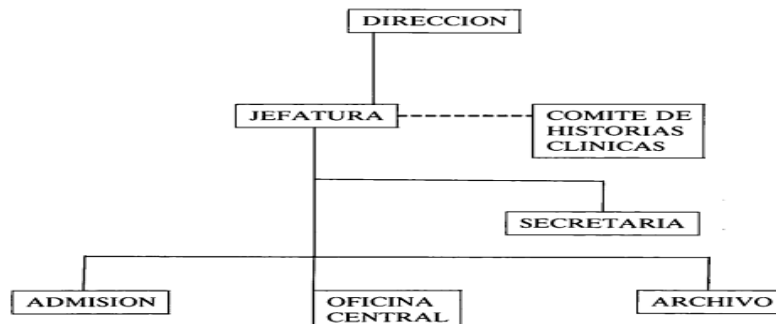 DIRECCION
JEFATURA
COMITE DE
HISTORIAS
CLINICAS
SECRETARIA
ADMISION
OFICINA
CENTRAL
ARCHIVO